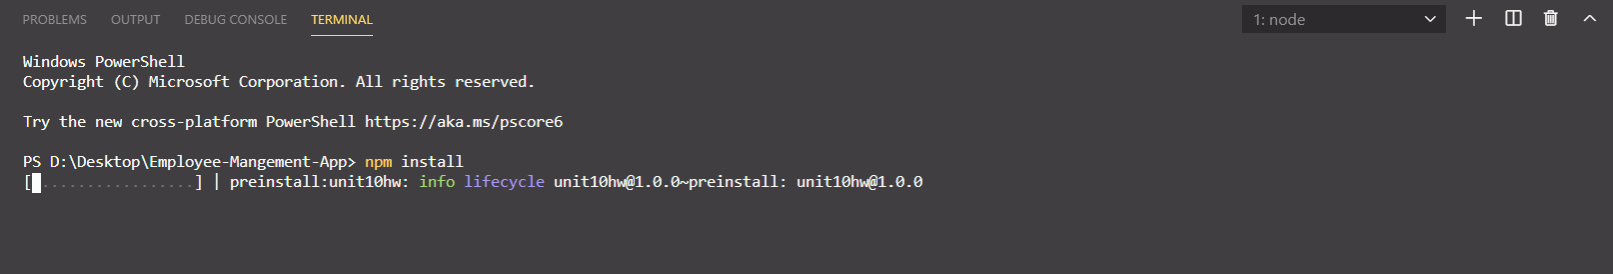 PROBLEMS OUTPUT DEBUG CONSOLE TERMINAL 1: node
Windows PowerShell
Copyright (C) Microsoft Corporation. All rights reserved.
Try the new cross-platform PowerShell https://aka.ms/pscore6
PS D:\Desktop\Employee-Mangement-App> npm install
[ .................] | preinstall:unit10hw: info lifecycle unit10hw@1.0.0~preinstall: unit10hw@1.0.0